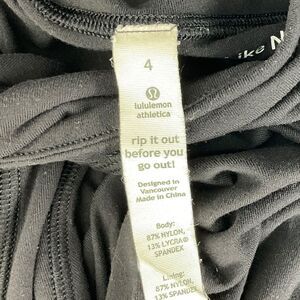 4
lululemon
athletica
rip it out
before you
go out!
Designed in
Vancouver
Made in China
Body:
87% NYLON,
13% LYCRA®
SPANDEX
Lining:
87% NYLON,
13% SPANDEX